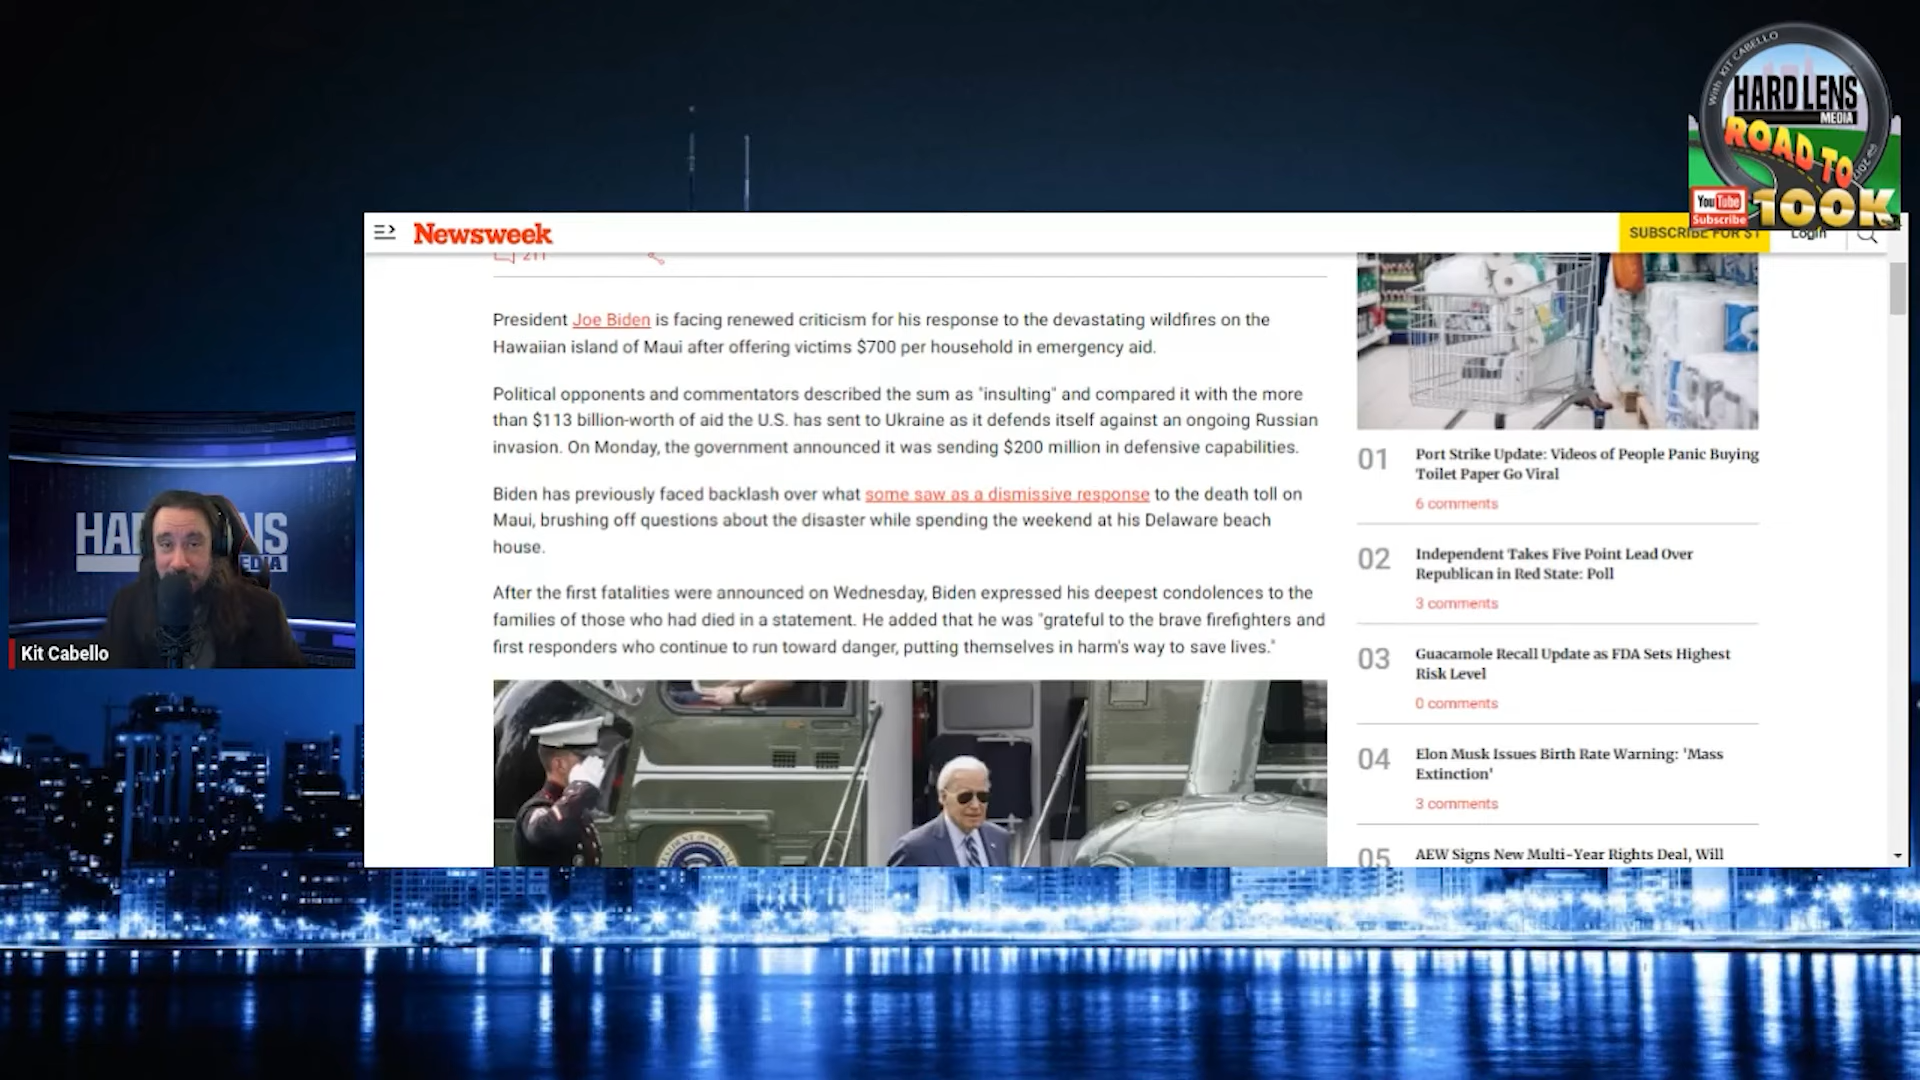 With KIT CABELLO
HARD LENS
MEDIA
ROAD TO
YouTube
Subscribe
100K
Newsweek
SUBSCRIBE FOR $1
Login
211
President Joe Biden is facing renewed criticism for his response to the devastating wildfires on the
Hawaiian island of Maui after offering victims $700 per household in emergency aid.
Political opponents and commentators described the sum as "insulting" and compared it with the more
than $113 billion-worth of aid the U.S. has sent to Ukraine as it defends itself against an ongoing Russian
invasion. On Monday, the government announced it was sending $200 million in defensive capabilities.
Biden has previously faced backlash over what some saw as a dismissive response to the death toll on
Maui, brushing off questions about the disaster while spending the weekend at his Delaware beach
house.
After the first fatalities were announced on Wednesday, Biden expressed his deepest condolences to the
families of those who had died in a statement. He added that he was "grateful to the brave firefighters and
first responders who continue to run toward danger, putting themselves in harm's way to save lives."
01
Port Strike Update: Videos of People Panic Buying
Toilet Paper Go Viral
6 comments
02
Independent Takes Five Point Lead Over
Republican in Red State: Poll
3 comments
03
Guacamole Recall Update as FDA Sets Highest
Risk Level
0 comments
04
Elon Musk Issues Birth Rate Warning: 'Mass
Extinction'
3 comments
05
AEW Signs New Multi-Year Rights Deal, Will
Kit Cabello